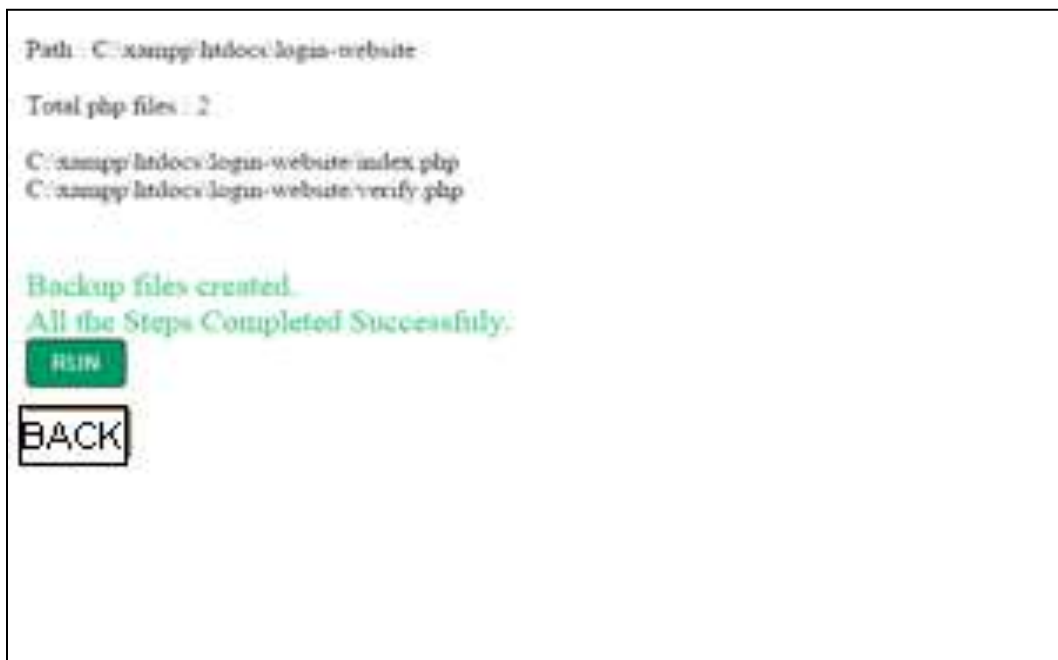 Path : C:\xampp\htdocs\login-website
Total php files : 2
C:\xampp\htdocs\login-website/index.php
C:\xampp\htdocs\login-website/verify.php
Backup files created.
All the Steps Completed Successfuly.
RUN
BACK